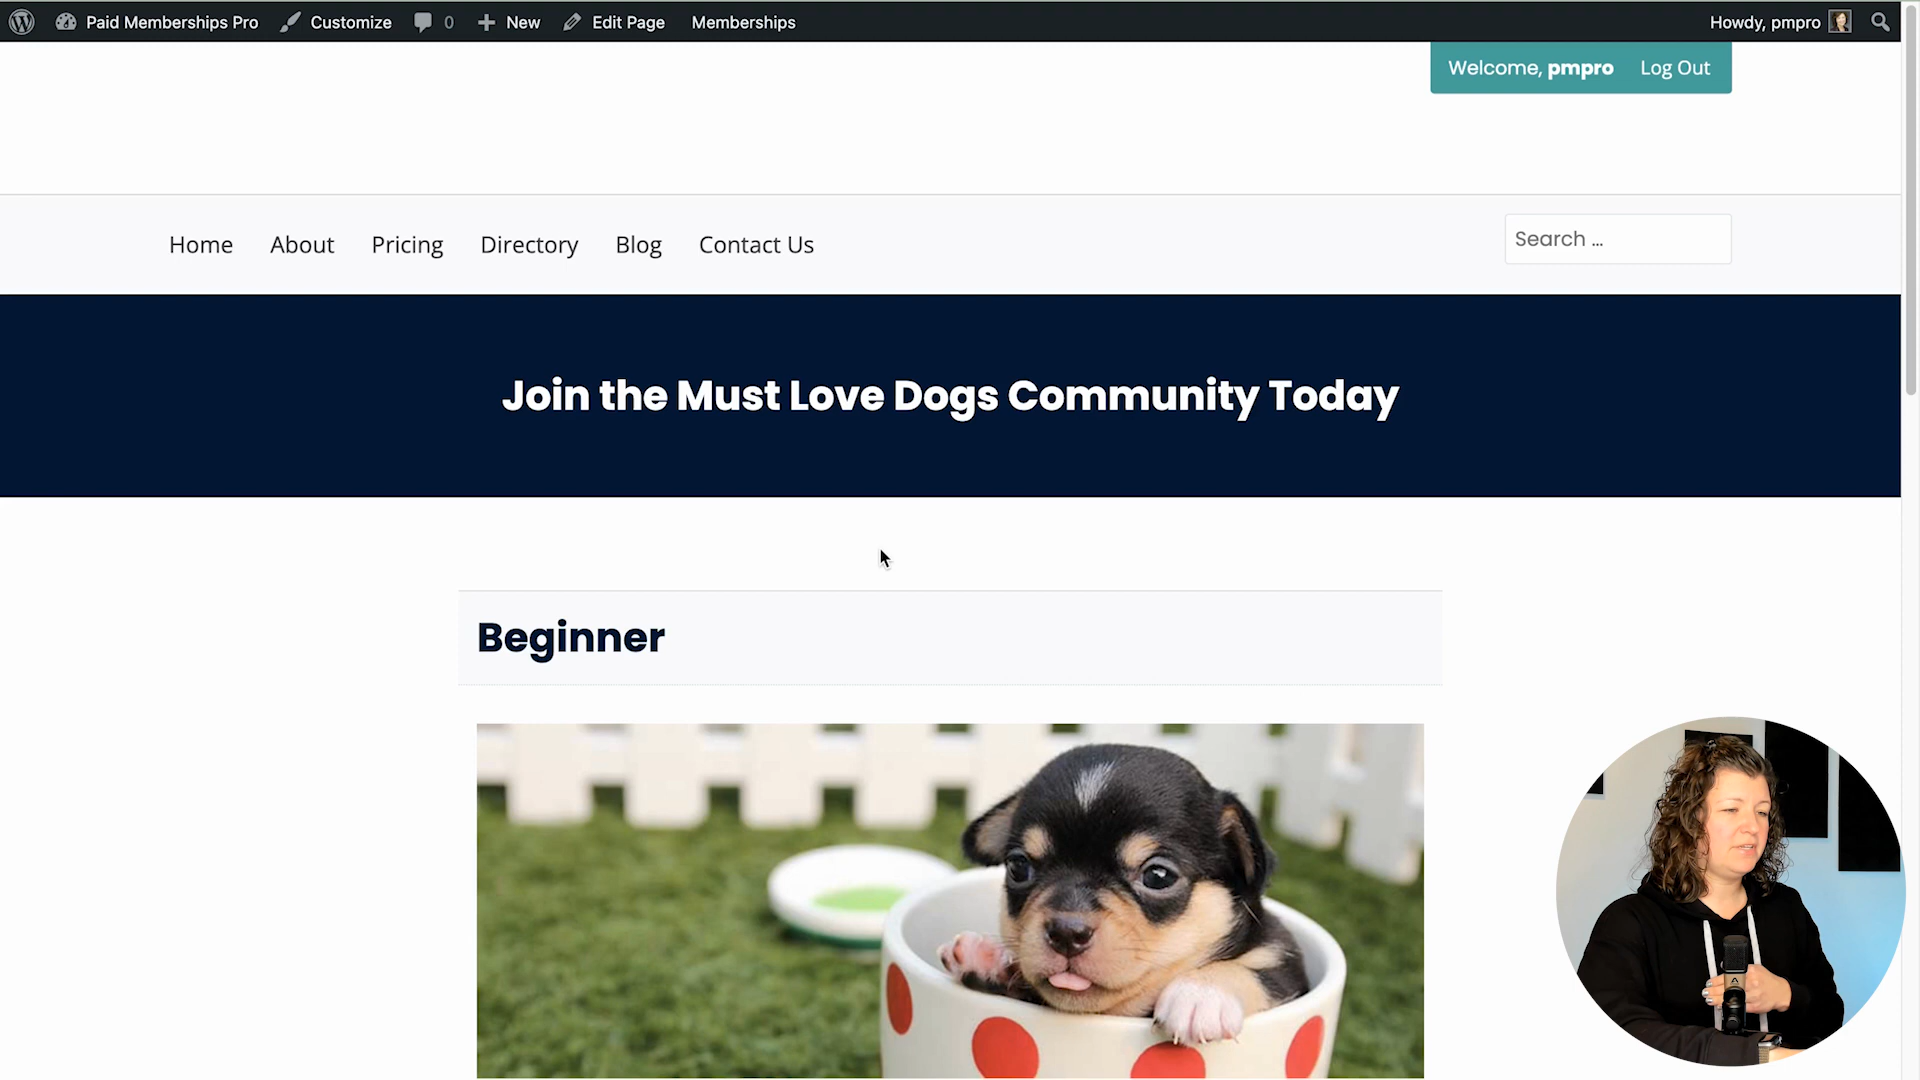 Paid Memberships Pro Customize 0 New Edit Page Memberships Howdy, pmpro
Welcome, pmpro Log Out
Home About Pricing Directory Blog Contact Us Search ...
Join the Must Love Dogs Community Today
Beginner